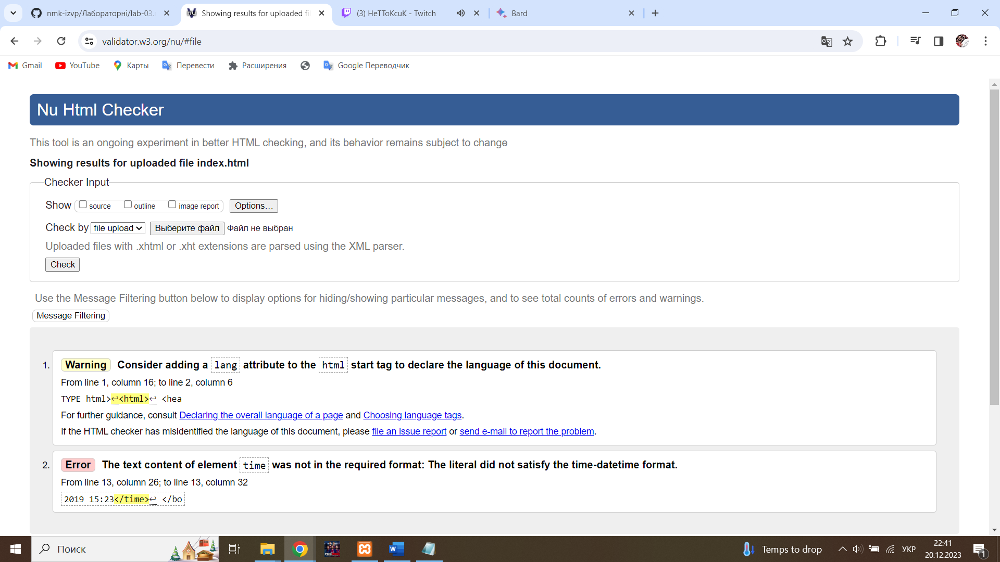 nmk-izvp/Лабораторні/lab-03.
Showing results for uploaded fi
(3) HeTToKcuK - Twitch
Bard
validator.w3.org/nu/#file
Gmail
YouTube
Карты
Перевести
Расширения
Google Переводчик
Nu Html Checker
This tool is an ongoing experiment in better HTML checking, and its behavior remains subject to change
Showing results for uploaded file index.html
Checker Input
Show source outline image report Options...
Check by file upload Выберите файл Файл не выбран
Uploaded files with .xhtml or .xht extensions are parsed using the XML parser.
Check
Use the Message Filtering button below to display options for hiding/showing particular messages, and to see total counts of errors and warnings.
Message Filtering
1. Warning Consider adding a lang attribute to the html start tag to declare the language of this document.
From line 1, column 16; to line 2, column 6
TYPE html>↩<html>↩ <hea
For further guidance, consult Declaring the overall language of a page and Choosing language tags.
If the HTML checker has misidentified the language of this document, please file an issue report or send e-mail to report the problem.
2. Error The text content of element time was not in the required format: The literal did not satisfy the time-datetime format.
From line 13, column 26; to line 13, column 32
2019 15:23</time>↩ </bo
Поиск
Temps to drop
УКР
22:41
20.12.2023
1